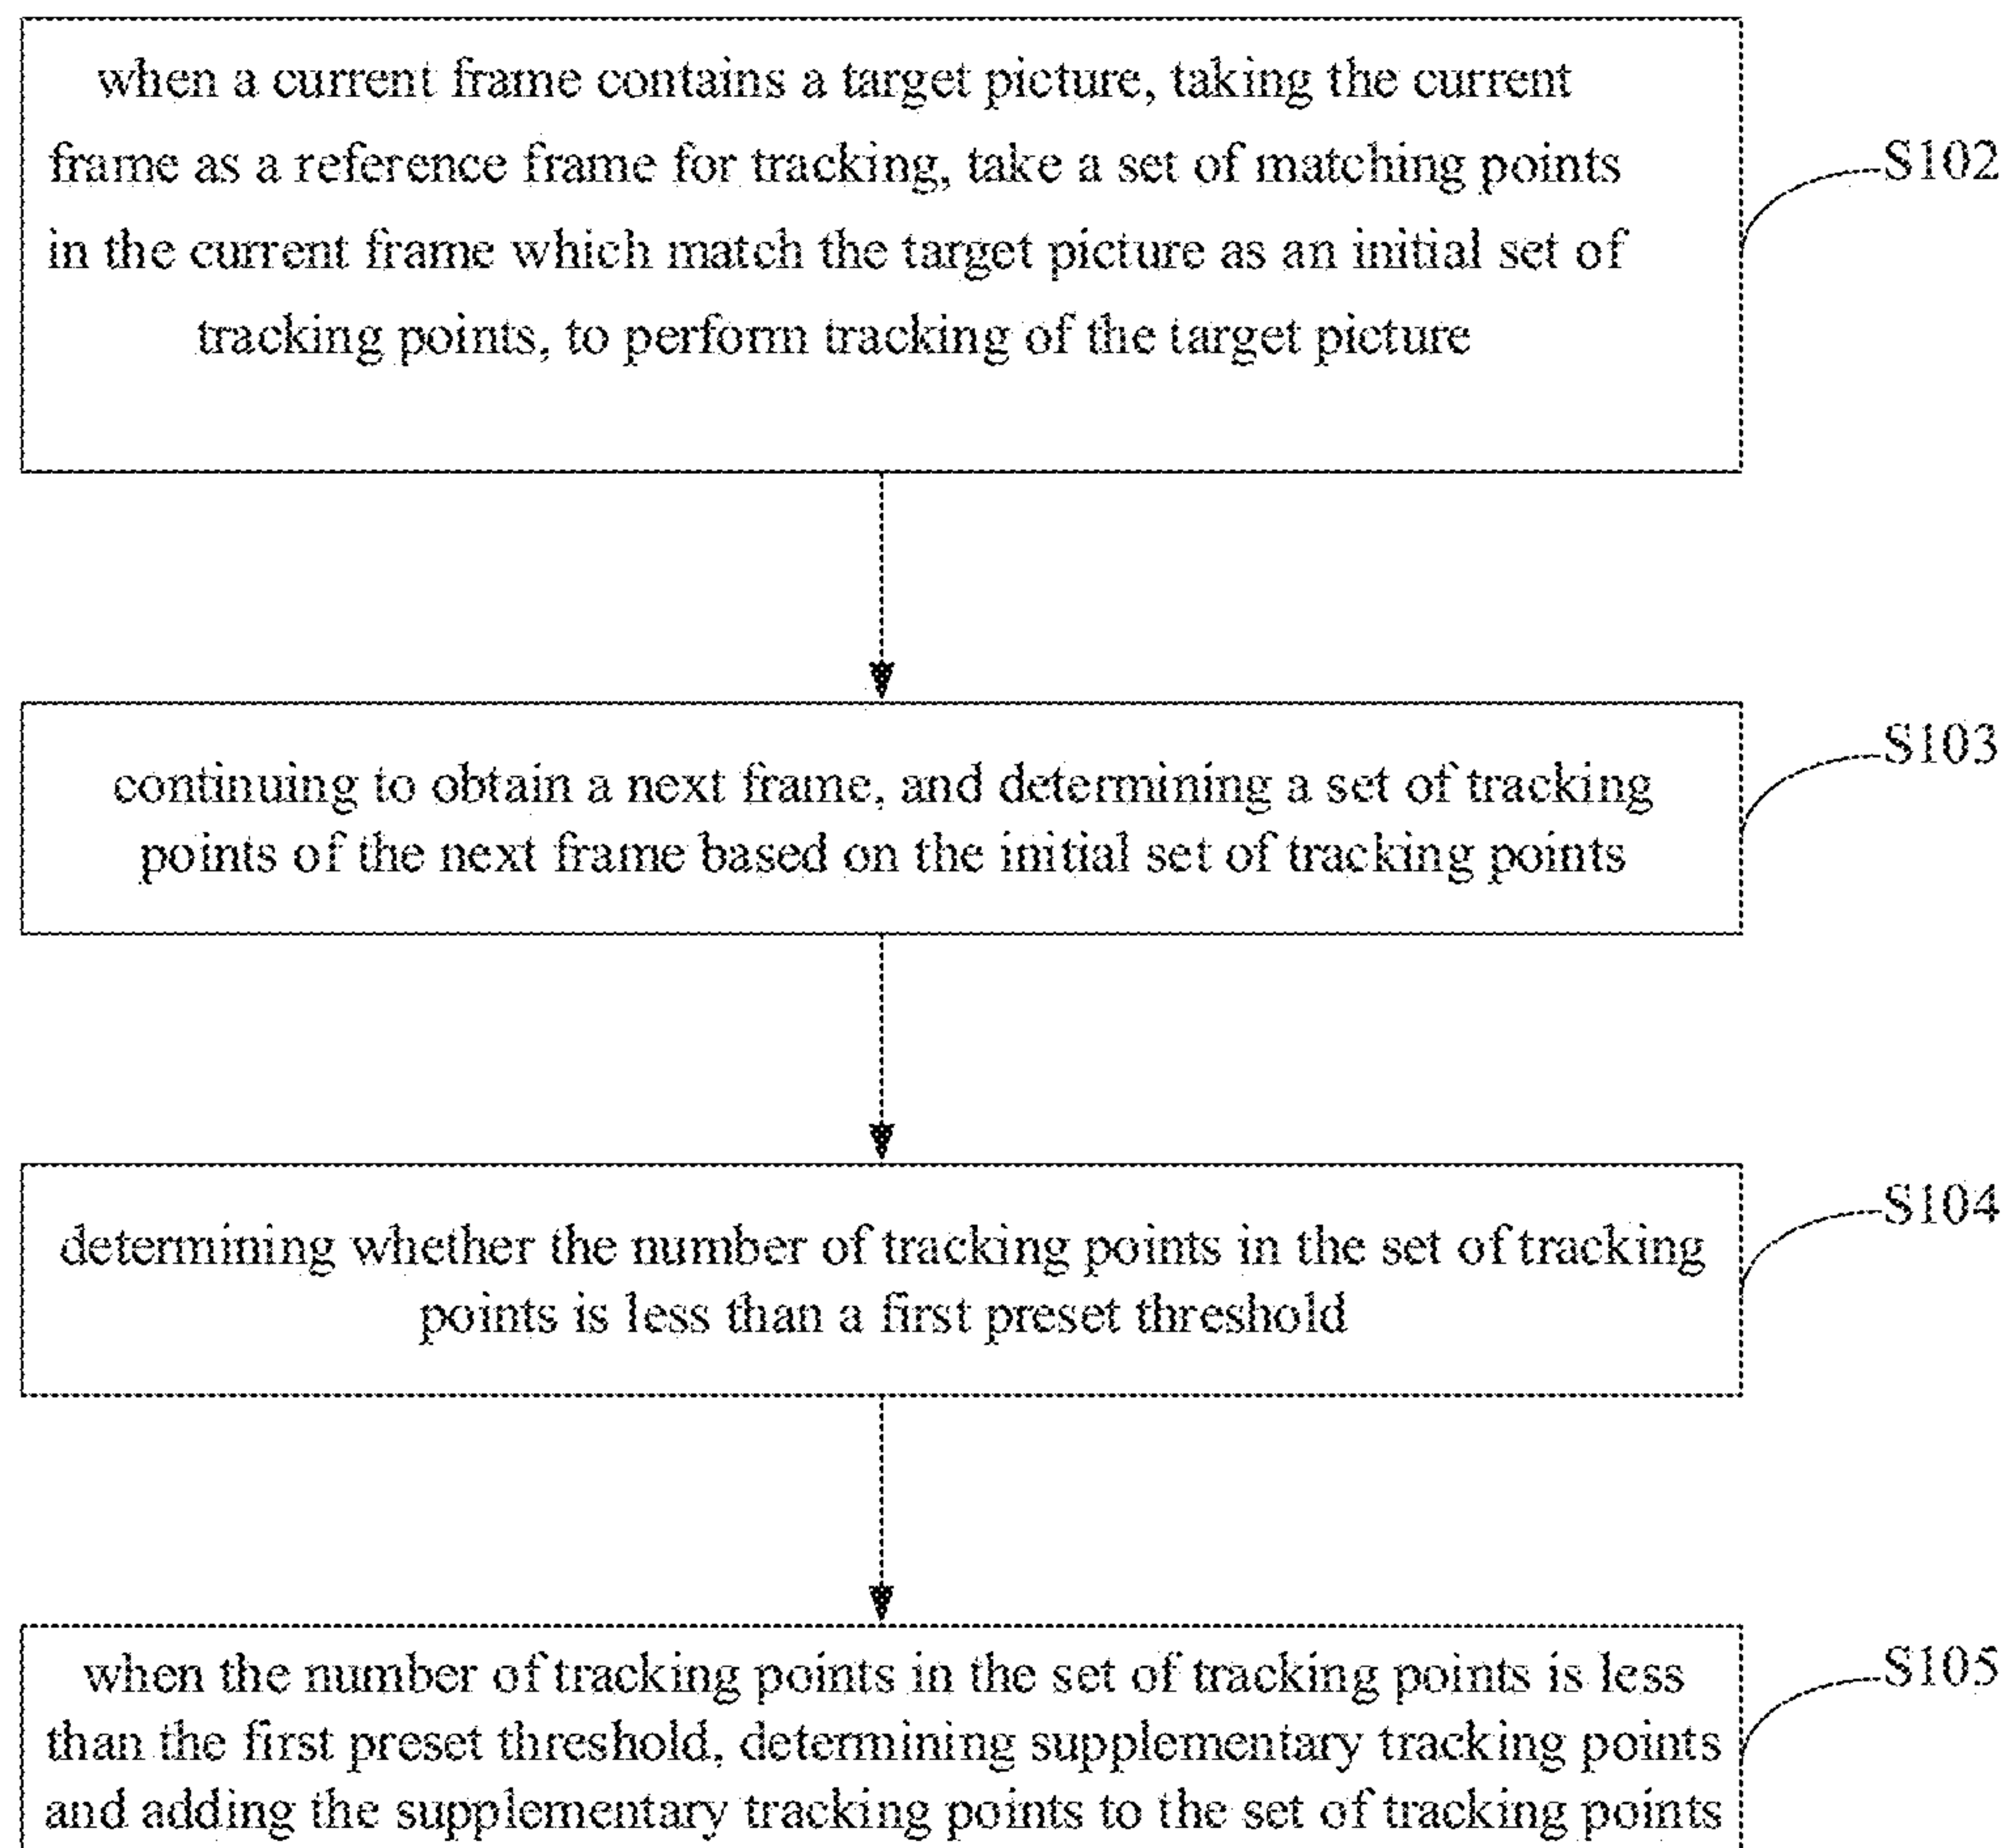 when a current frame contains a target picture, taking the current
frame as a reference frame for tracking, take a set of matching points
in the current frame which match the target picture as an initial set of
tracking points, to perform tracking of the target picture
S102
continuing to obtain a next frame, and determining a set of tracking
points of the next frame based on the initial set of tracking points
S103
determining whether the number of tracking points in the set of tracking
points is less than a first preset threshold
S104
when the number of tracking points in the set of tracking points is less
than the first preset threshold, determining supplementary tracking points
and adding the supplementary tracking points to the set of tracking points
S105